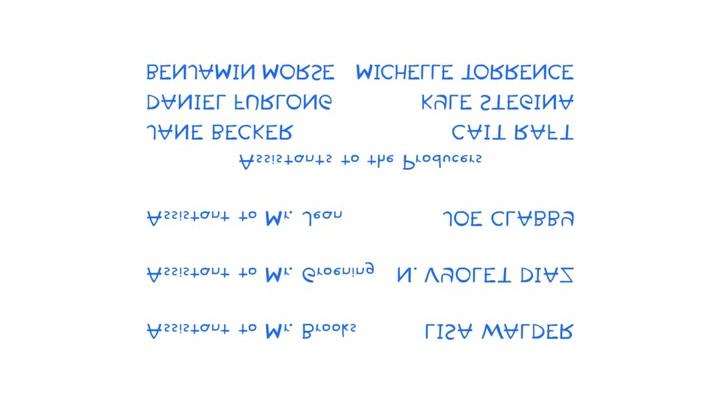 Assistant to Mr. Brooks LISA WALDER
Assistant to Mr. Groening N. VYOLET DIAZ
Assistant to Mr. Jean JOE CLABBY
Assistants to the Producers
JANE BECKER CAIT RAFT
DANIEL FURLONG KYLE STEGINA
BENJAMIN MORSE MICHELLE TORRENCE